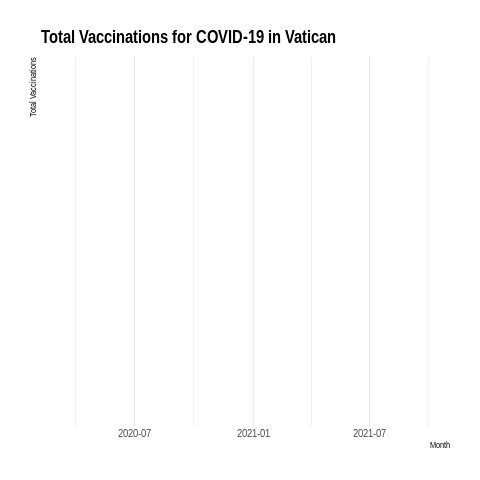 Total Vaccinations for COVID-19 in Vatican
Total Vaccinations
2020-07 2021-01 2021-07
Month